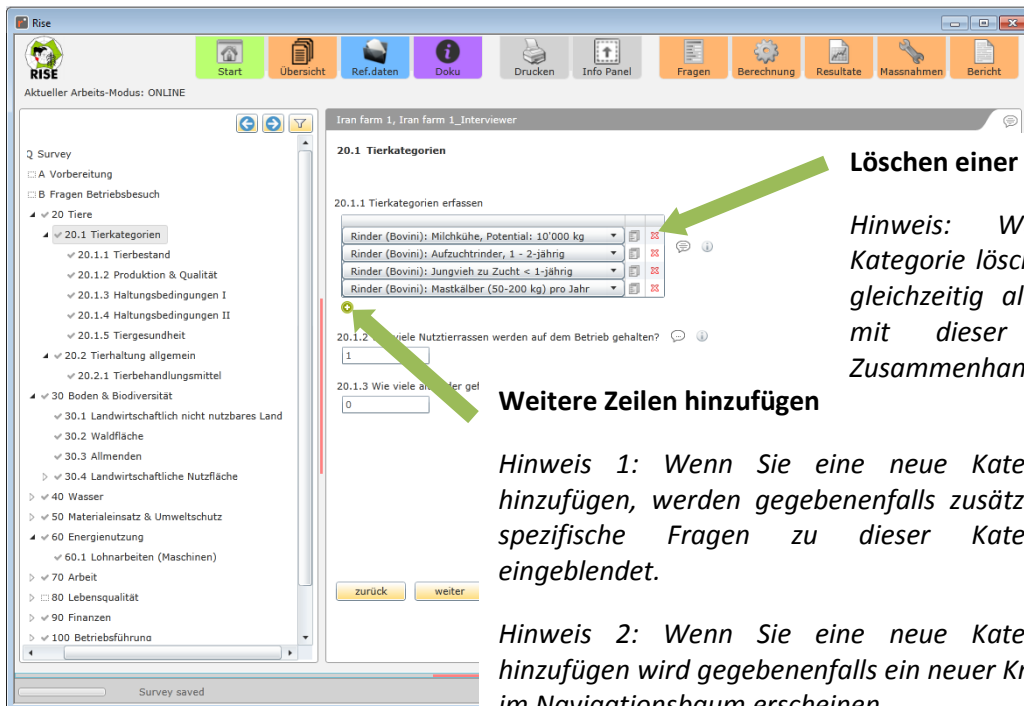 Rise
RISE
Start
Übersicht
Ref.daten
Doku
Drucken
Info Panel
Fragen
Berechnung
Resultate
Massnahmen
Bericht
Aktueller Arbeits-Modus: ONLINE
Survey
A Vorbereitung
B Fragen Betriebsbesuch
20 Tiere
20.1 Tierkategorien
20.1.1 Tierbestand
20.1.2 Produktion & Qualität
20.1.3 Haltungsbedingungen I
20.1.4 Haltungsbedingungen II
20.1.5 Tiergesundheit
20.2 Tierhaltung allgemein
20.2.1 Tierbehandlungsmittel
30 Boden & Biodiversität
30.1 Landwirtschaftlich nicht nutzbares Land
30.2 Waldfläche
30.3 Allmenden
30.4 Landwirtschaftliche Nutzfläche
40 Wasser
50 Materialeinsatz & Umweltschutz
60 Energienutzung
60.1 Lohnarbeiten (Maschinen)
70 Arbeit
80 Lebensqualität
90 Finanzen
100 Betriebsführung
Survey saved
Iran farm 1, Iran farm 1_Interviewer
20.1 Tierkategorien
20.1.1 Tierkategorien erfassen
Rinder (Bovini): Milchkühe, Potential: 10'000 kg
Rinder (Bovini): Aufzuchtrinder, 1 - 2-jährig
Rinder (Bovini): Jungvieh zu Zucht < 1-jährig
Rinder (Bovini): Mastkälber (50-200 kg) pro Jahr
20.1.2 viele Nutztierrassen werden auf dem Betrieb gehalten?
1
20.1.3 Wie viele
0
zurück
weiter
Löschen einer
Hinweis: W
Kategorie lösc
gleichzeitig al
mit dieser
Zusammenhan
Weitere Zeilen hinzufügen
Hinweis 1: Wenn Sie eine neue Kate
hinzufügen, werden gegebenenfalls zusätz
spezifische Fragen zu dieser Kate
eingeblendet.
Hinweis 2: Wenn Sie eine neue Kate
hinzufügen wird gegebenenfalls ein neuer Kn
im Navigationsbaum erscheinen